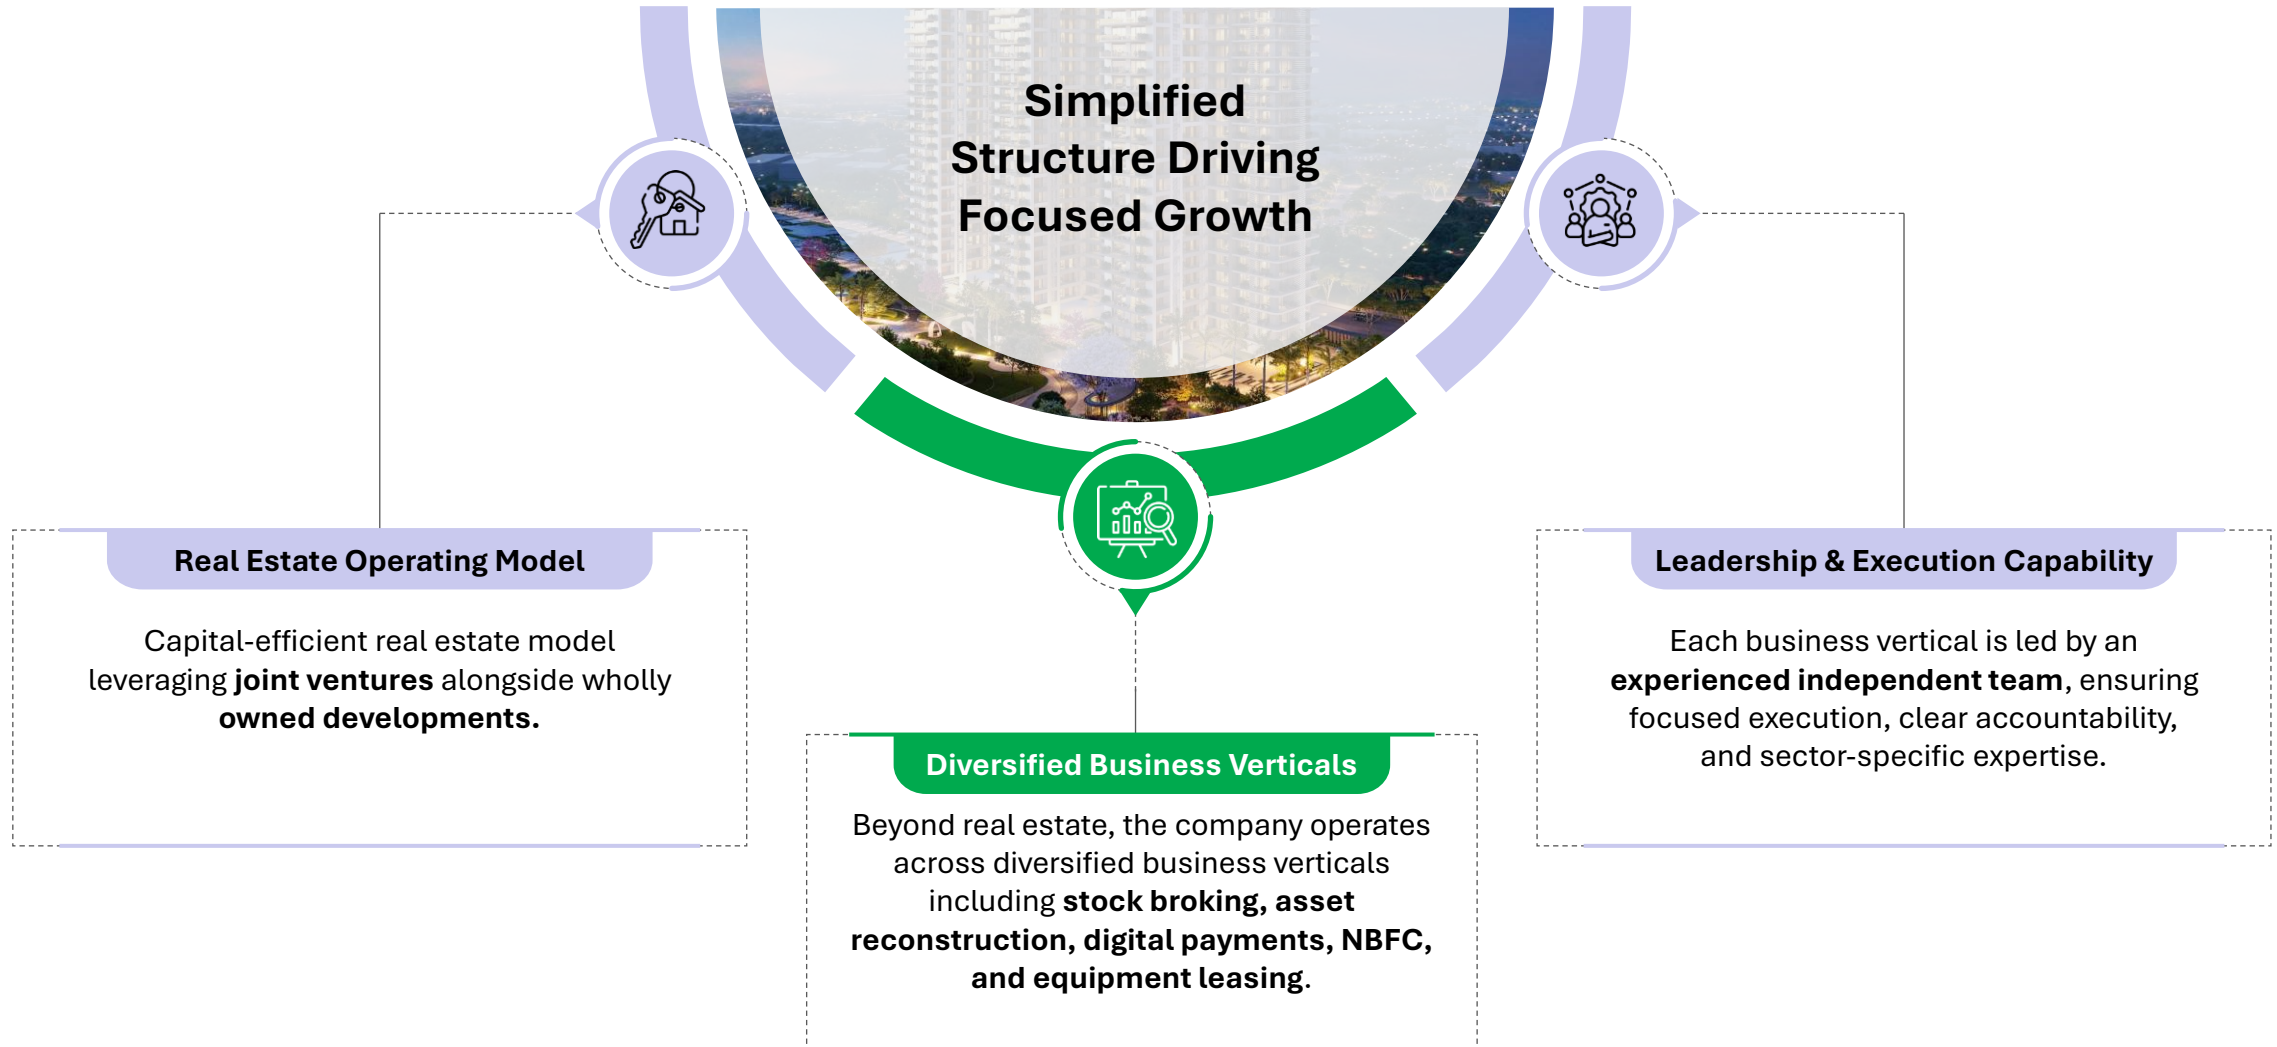 Simplified
Structure Driving
Focused Growth
Real Estate Operating Model
Capital-efficient real estate model
leveraging joint ventures alongside wholly
owned developments.
Diversified Business Verticals
Beyond real estate, the company operates
across diversified business verticals
including stock broking, asset
reconstruction, digital payments, NBFC,
and equipment leasing.
Leadership & Execution Capability
Each business vertical is led by an
experienced independent team, ensuring
focused execution, clear accountability,
and sector-specific expertise.